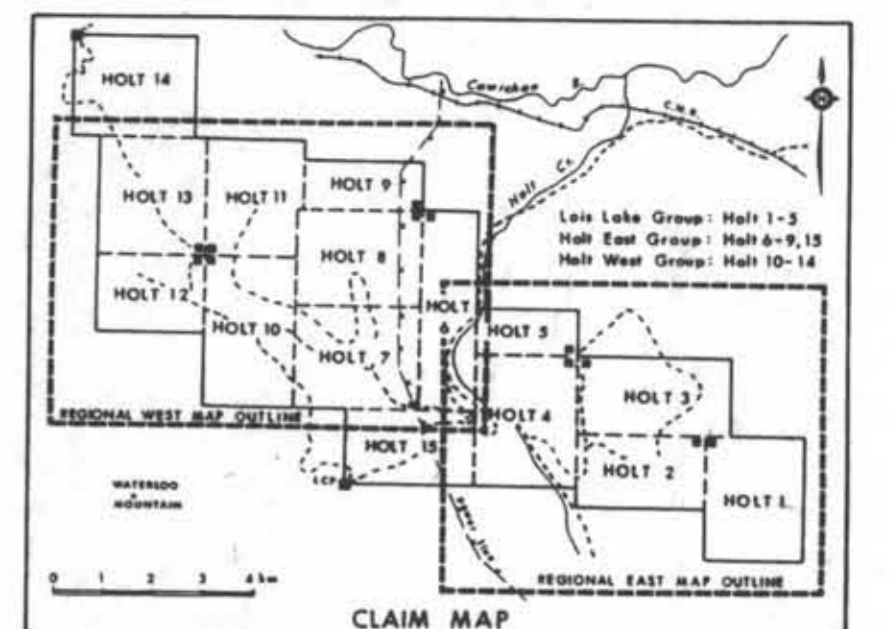 HOLT 14
Cowichan R.
C.N.R.
Holt Cr.
HOLT 13
HOLT 11
HOLT 9
Lois Lake Group: Holt 1-5
Holt East Group: Holt 6-9, 15
Holt West Group: Holt 10-14
HOLT 8
HOLT 12
HOLT 10
HOLT 6
HOLT 5
HOLT 7
HOLT 3
HOLT 4
REGIONAL WEST MAP OUTLINE
HOLT 15
HOLT 2
LCP
HOLT 1
WATERLOO
MOUNTAIN
power line
0 1 2 3 4 km
REGIONAL EAST MAP OUTLINE
CLAIM MAP